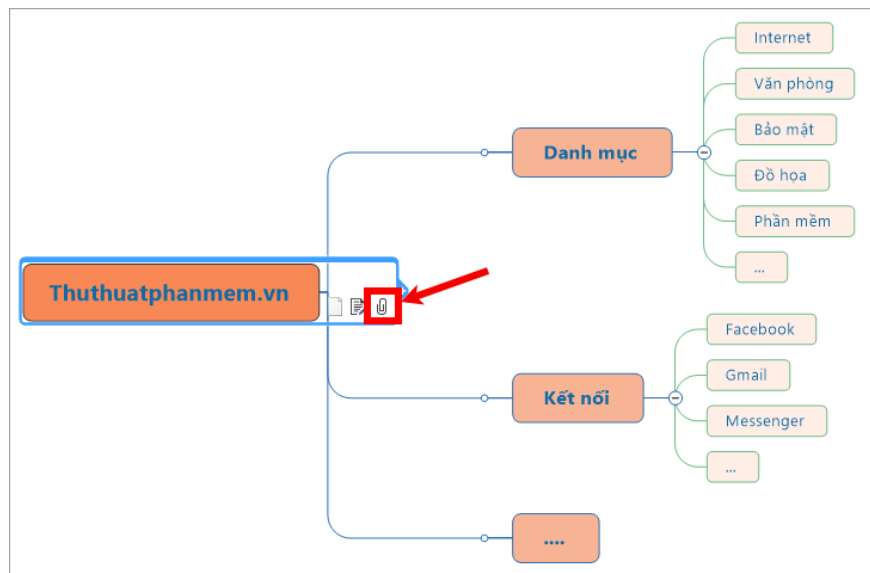 Internet
Văn phòng
Danh mục
Bảo mật
Đồ họa
Phần mềm
...
Thuthuatphanmem.vn
Facebook
Gmail
Kết nối
Messenger
...
....